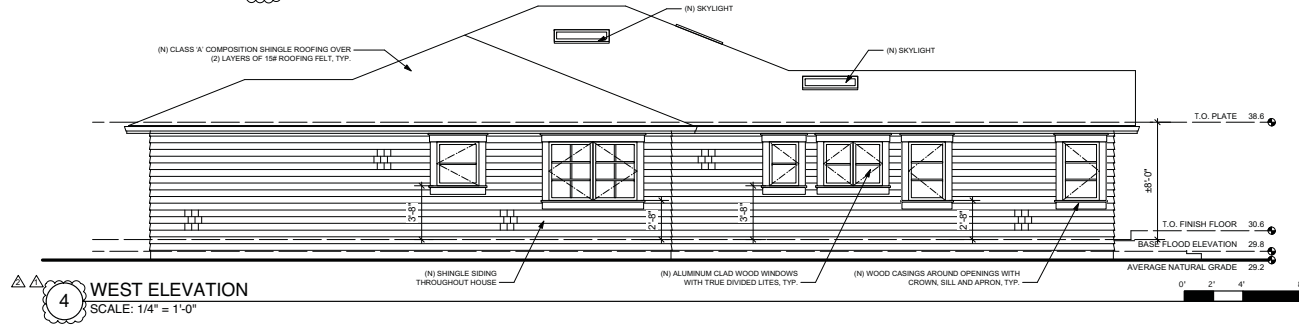 (N) SKYLIGHT
(N) CLASS 'A' COMPOSITION SHINGLE ROOFING OVER
(2) LAYERS OF 15# ROOFING FELT, TYP.
(N) SKYLIGHT
T.O. PLATE 38.6
±8'-0"
3'-8"
2'-8"
3'-8"
2'-8"
T.O. FINISH FLOOR 30.6
BASE FLOOD ELEVATION 29.8
AVERAGE NATURAL GRADE 29.2
(N) SHINGLE SIDING
THROUGHOUT HOUSE
(N) ALUMINUM CLAD WOOD WINDOWS
WITH TRUE DIVIDED LITES, TYP.
(N) WOOD CASINGS AROUND OPENINGS WITH
CROWN, SILL AND APRON, TYP.
2 1
4 WEST ELEVATION
SCALE: 1/4" = 1'-0"
0' 2' 4'